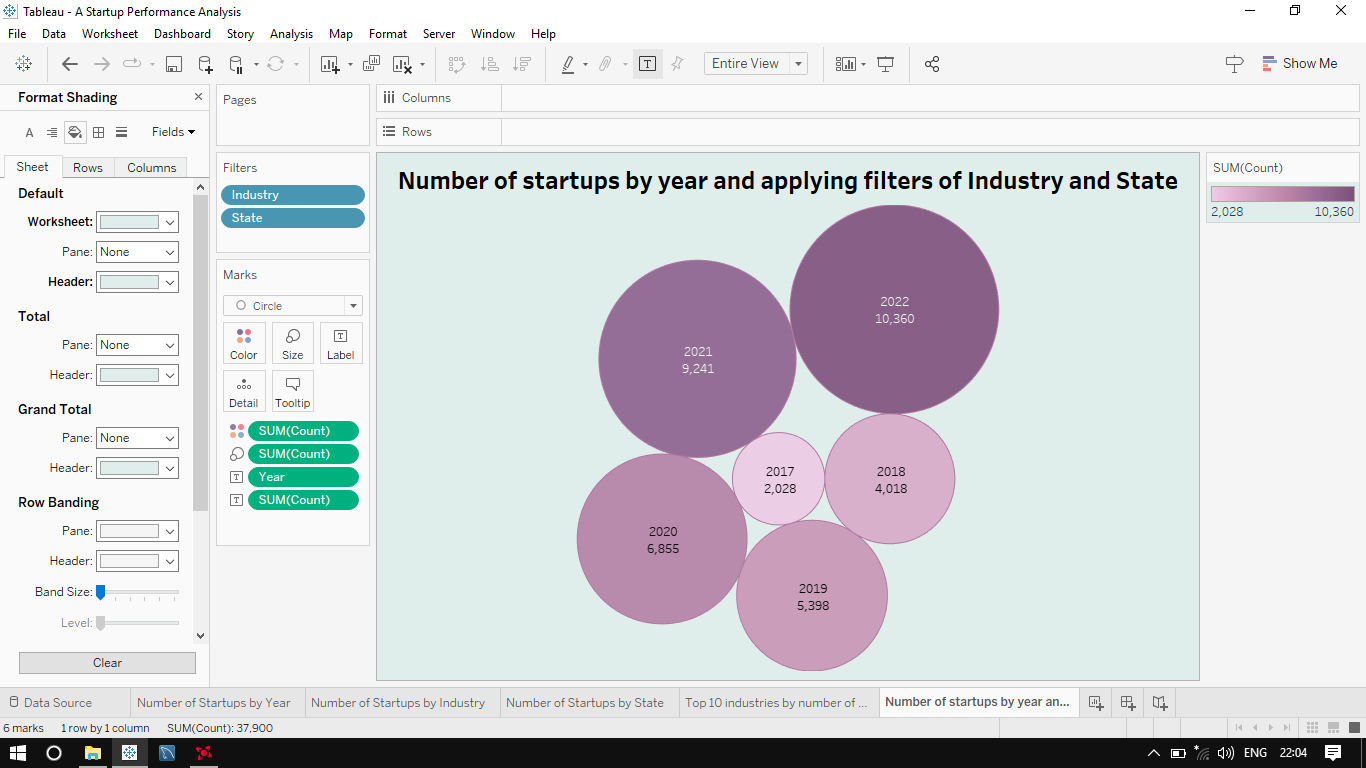 Tableau - A Startup Performance Analysis
File Data Worksheet Dashboard Story Analysis Map Format Server Window Help
Entire View
Show Me
Format Shading
A
Fields
Sheet Rows Columns
Default
Worksheet:
Pane: None
Header:
Total
Pane: None
Header:
Grand Total
Pane: None
Header:
Row Banding
Pane:
Header:
Band Size:
Level:
Clear
Pages
Filters
Industry
State
Marks
Circle
Color Size Label
Detail Tooltip
SUM(Count)
SUM(Count)
Year
SUM(Count)
Columns
Rows
Number of startups by year and applying filters of Industry and State
2022
10,360
2021
9,241
2017
2,028
2018
4,018
2020
6,855
2019
5,398
SUM(Count)
2,028 10,360
Data Source Number of Startups by Year Number of Startups by Industry Number of Startups by State Top 10 industries by number of ... Number of startups by year an...
6 marks 1 row by 1 column SUM(Count): 37,900
ENG 22:04